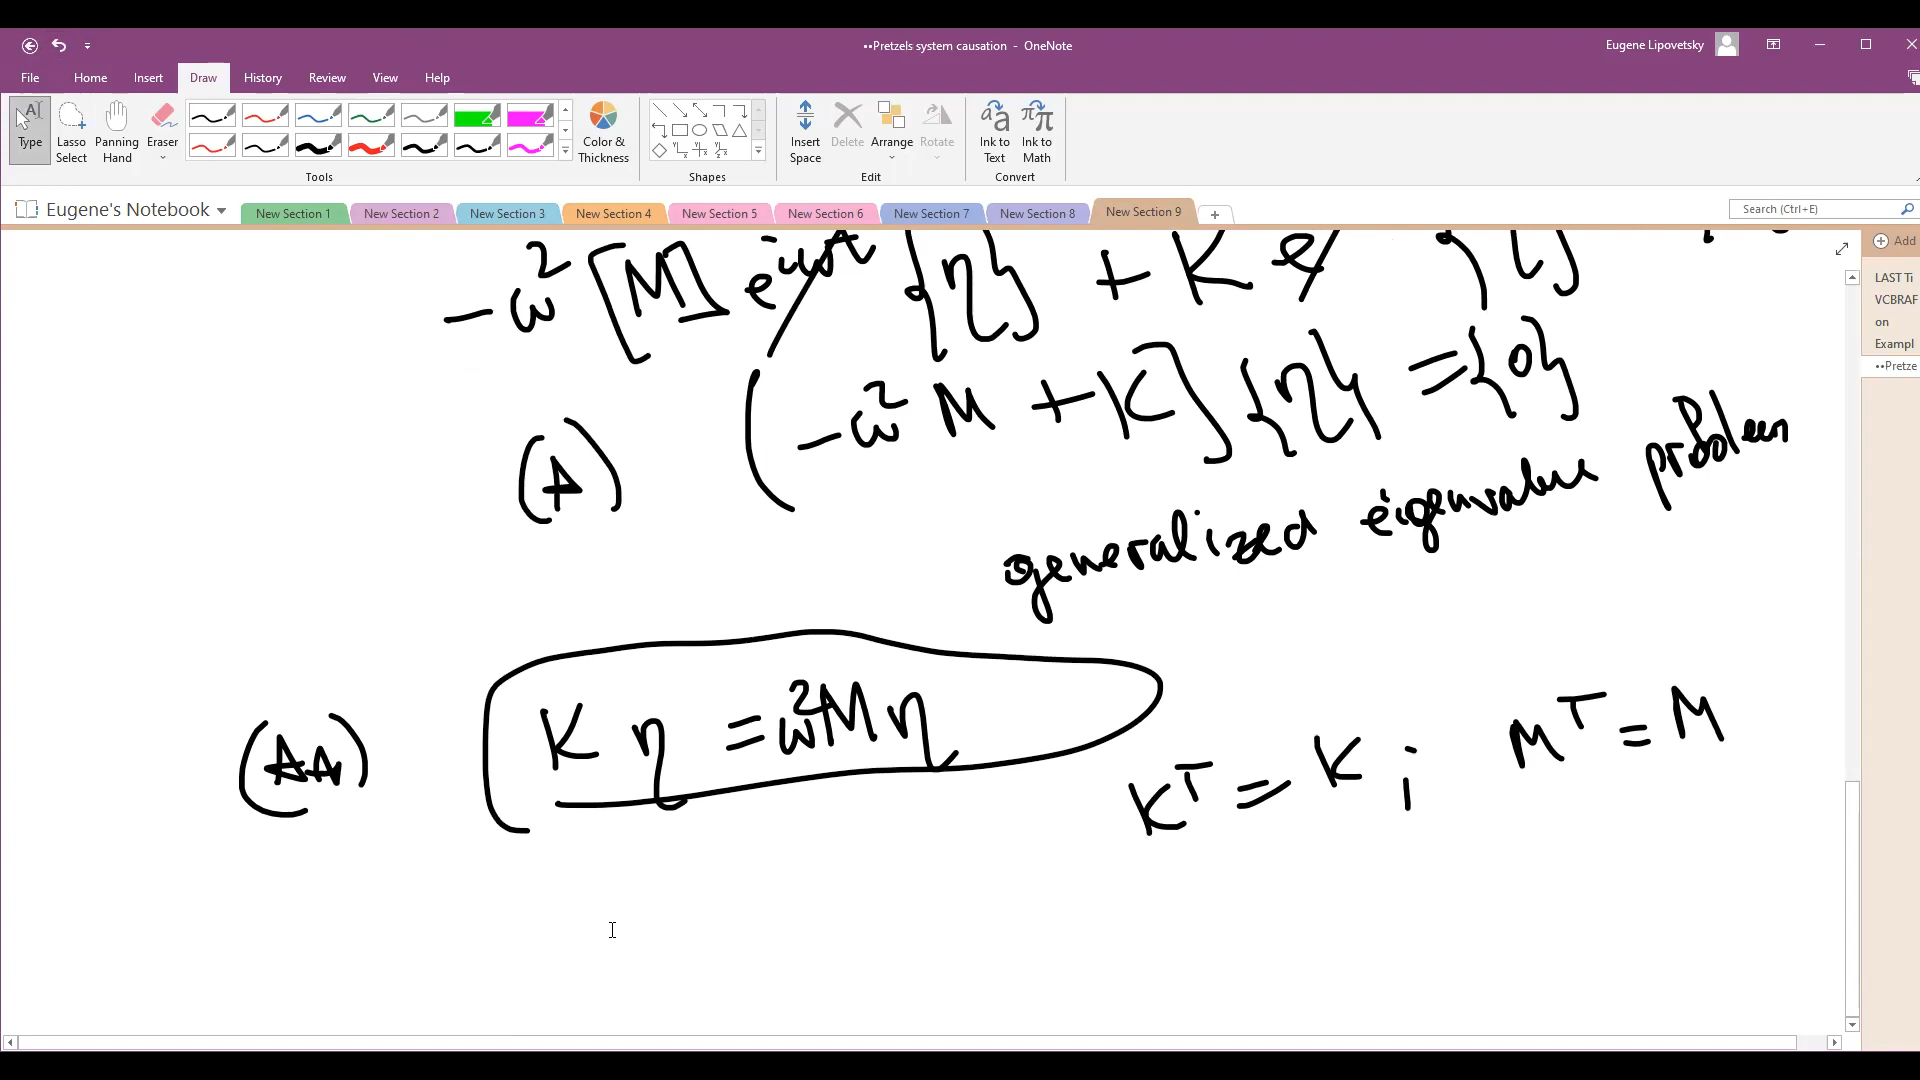 ••Pretzels system causation - OneNote
Eugene Lipovetsky
File Home Insert Draw History Review View Help
Type
Lasso Select
Panning Hand
Eraser
Color & Thickness
Insert Space
Delete
Arrange
Rotate
Ink to Text
Ink to Math
Tools
Shapes
Edit
Convert
Eugene's Notebook
New Section 1
New Section 2
New Section 3
New Section 4
New Section 5
New Section 6
New Section 7
New Section 8
New Section 9
Search (Ctrl+E)
Add
LAST Ti
VCBRAF
on
Exampl
••Pretze
-ω² [M] e^{iωt} {η} + K e
(A) (-ω² M + K] {η} = {0}
generalized eigenvalue problem
(AA) K η = ω² M η
K^T = K ; M^T = M